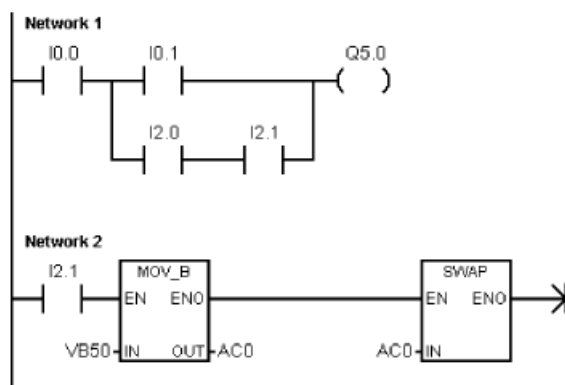 Network 1
I0.0 I0.1 Q5.0
I2.0 I2.1
Network 2
I2.1 MOV_B SWAP
EN ENO EN ENO
VB50 IN OUT AC0 AC0 IN